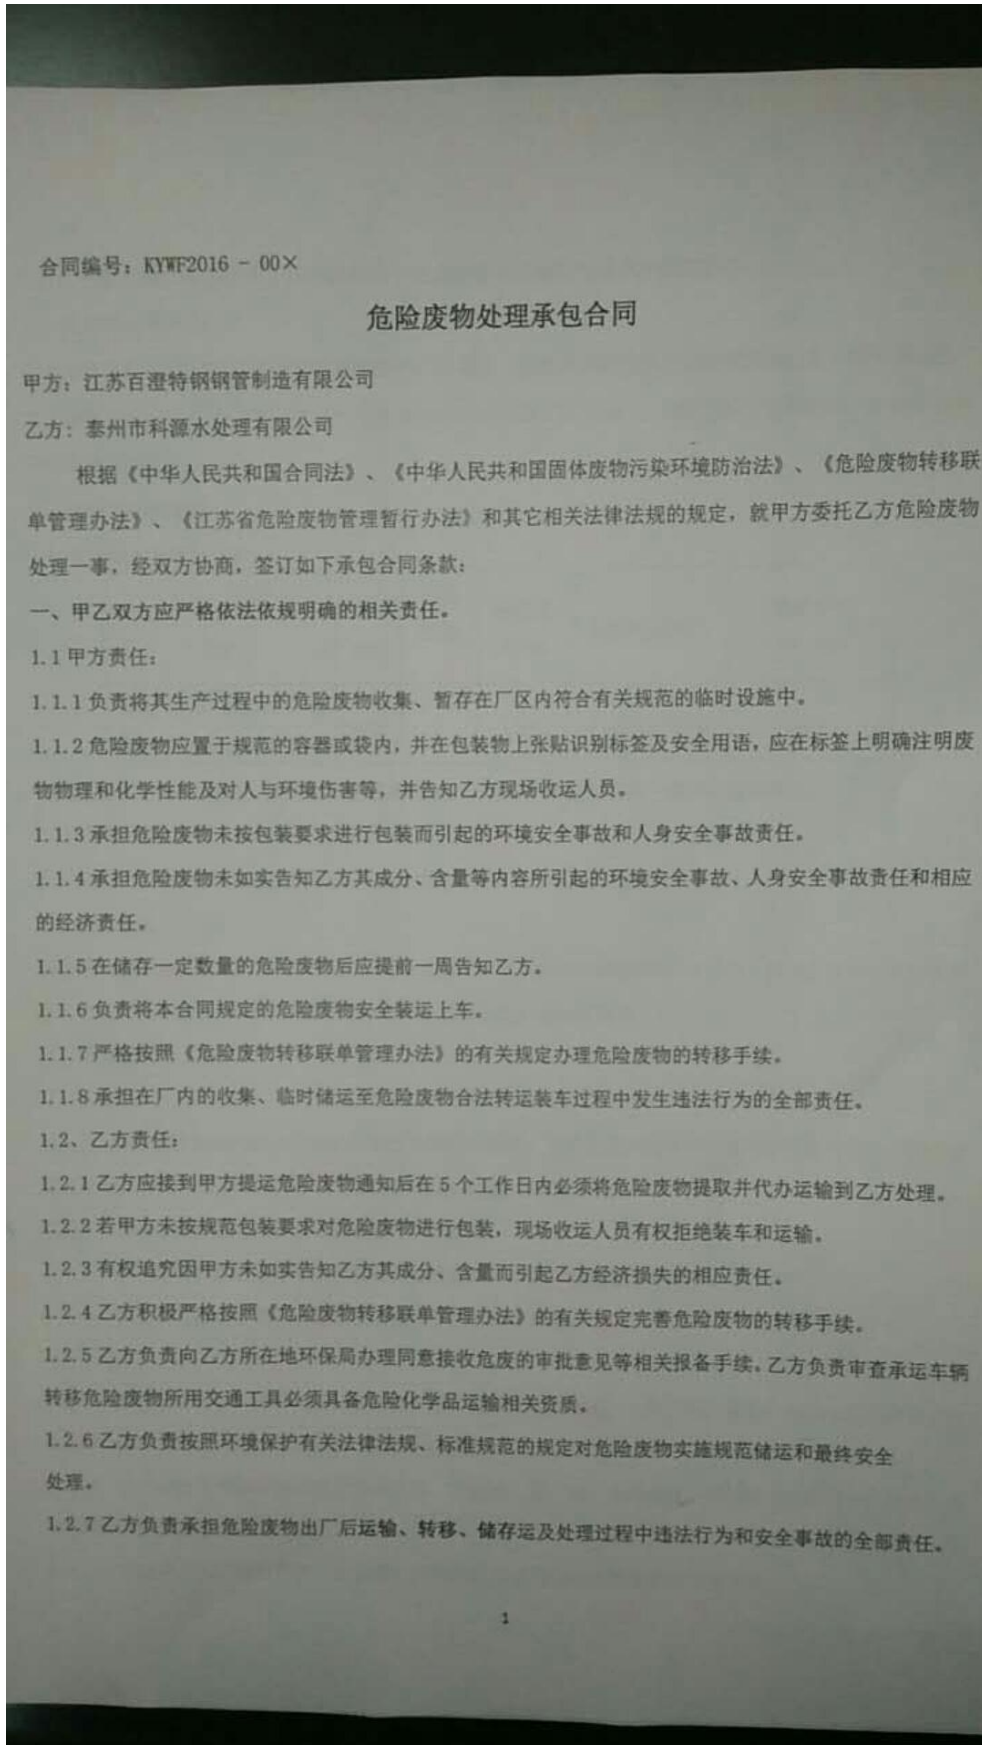 合同编号：KYWF2016 - 00×
危险废物处理承包合同
甲方：江苏百澄特钢钢管制造有限公司
乙方：泰州市科源水处理有限公司
根据《中华人民共和国合同法》、《中华人民共和国固体废物污染环境防治法》、《危险废物转移联
单管理办法》、《江苏省危险废物管理暂行办法》和其它相关法律法规的规定，就甲方委托乙方危险废物
处理一事，经双方协商，签订如下承包合同条款：
一、甲乙双方应严格依法依规明确的相关责任。
1.1 甲方责任：
1.1.1 负责将其生产过程中的危险废物收集、暂存在厂区内符合有关规范的临时设施中。
1.1.2 危险废物应置于规范的容器或袋内，并在包装物上张贴识别标签及安全用语，应在标签上明确注明废
物物理和化学性能及对人与环境伤害等，并告知乙方现场收运人员。
1.1.3 承担危险废物未按包装要求进行包装而引起的环境安全事故和人身安全事故责任。
1.1.4 承担危险废物未如实告知乙方其成分、含量等内容所引起的环境安全事故、人身安全事故责任和相应
的经济责任。
1.1.5 在储存一定数量的危险废物后应提前一周告知乙方。
1.1.6 负责将本合同规定的危险废物安全装运上车。
1.1.7 严格按照《危险废物转移联单管理办法》的有关规定办理危险废物的转移手续。
1.1.8 承担在厂内的收集、临时储运至危险废物合法转运装车过程中发生违法行为的全部责任。
1.2、乙方责任：
1.2.1 乙方应接到甲方提运危险废物通知后在 5 个工作日内必须将危险废物提取并代办运输到乙方处理。
1.2.2 若甲方未按规范包装要求对危险废物进行包装，现场收运人员有权拒绝装车和运输。
1.2.3 有权追究因甲方未如实告知乙方其成分、含量而引起乙方经济损失的相应责任。
1.2.4 乙方积极严格按照《危险废物转移联单管理办法》的有关规定完善危险废物的转移手续。
1.2.5 乙方负责向乙方所在地环保局办理同意接收危废的审批意见等相关报备手续。乙方负责审查承运车辆
转移危险废物所用交通工具必须具备危险化学品运输相关资质。
1.2.6 乙方负责按照环境保护有关法律法规、标准规范的规定对危险废物实施规范储运和最终安全
处理。
1.2.7 乙方负责承担危险废物出厂后运输、转移、储存运及处理过程中违法行为和安全事故的全部责任。
1